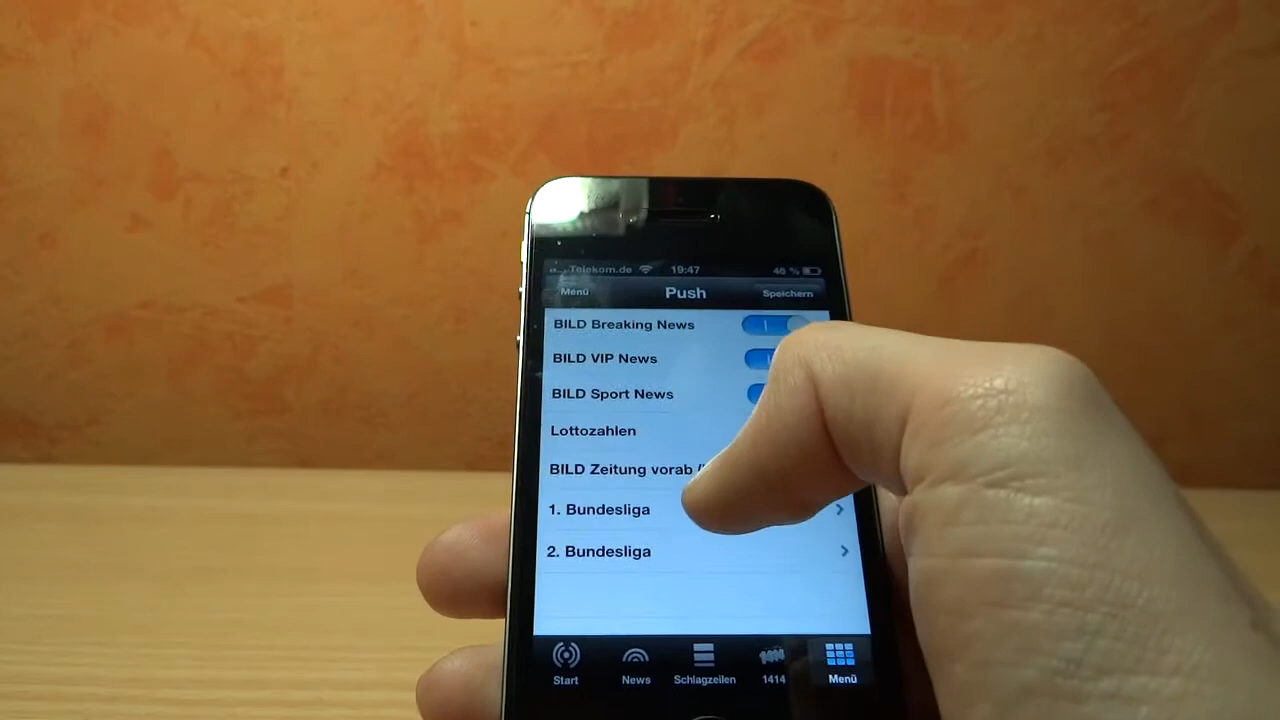 Telekom.de 19:47 46 %
Menü Push Speichern
BILD Breaking News
BILD VIP News
BILD Sport News
Lottozahlen
BILD Zeitung vorab
1. Bundesliga
2. Bundesliga
Start News Schlagzeilen 1414 Menü